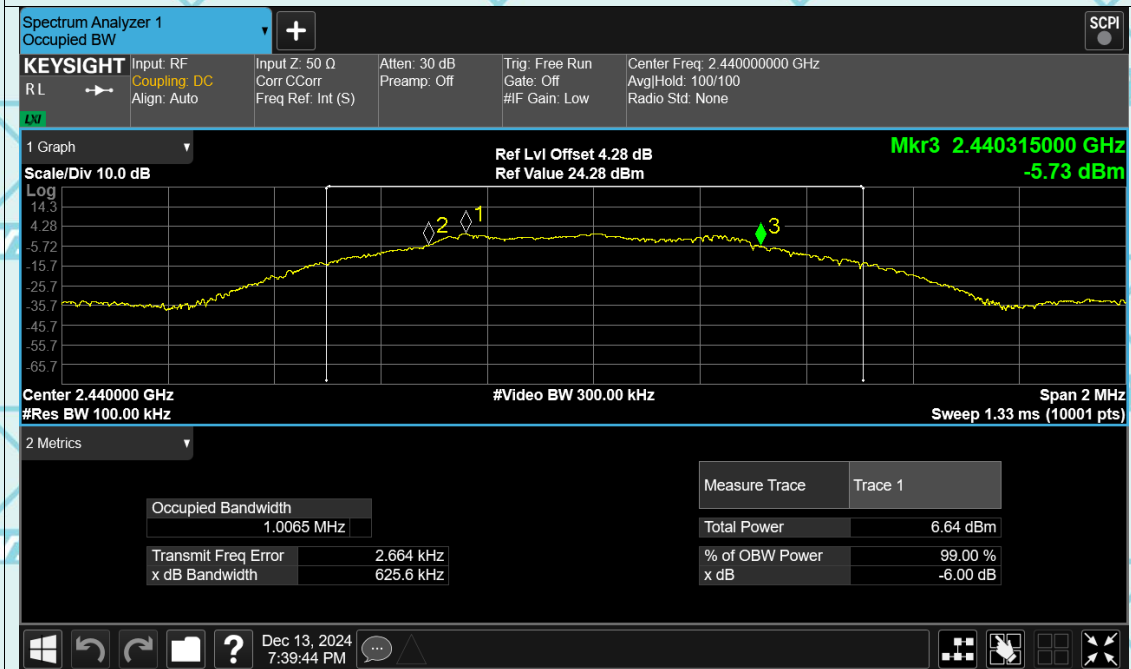 Spectrum Analyzer 1
Occupied BW
+
SCPI
KEYSIGHT
RL
LXI
Input: RF
Coupling: DC
Align: Auto
Input Z: 50 Ω
Corr CCorr
Freq Ref: Int (S)
Atten: 30 dB
Preamp: Off
Trig: Free Run
Gate: Off
#IF Gain: Low
Center Freq: 2.440000000 GHz
Avg|Hold: 100/100
Radio Std: None
1 Graph
Scale/Div 10.0 dB
Ref Lvl Offset 4.28 dB
Ref Value 24.28 dBm
Mkr3 2.440315000 GHz
-5.73 dBm
Log
14.3
4.28
-5.72
-15.7
-25.7
-35.7
-45.7
-55.7
-65.7
2
1
3
Center 2.440000 GHz
#Video BW 300.00 kHz
Span 2 MHz
#Res BW 100.00 kHz
Sweep 1.33 ms (10001 pts)
2 Metrics
Occupied Bandwidth
1.0065 MHz
Transmit Freq Error 2.664 kHz
x dB Bandwidth 625.6 kHz
Measure Trace Trace 1
Total Power 6.64 dBm
% of OBW Power 99.00 %
x dB -6.00 dB
?
Dec 13, 2024
7:39:44 PM